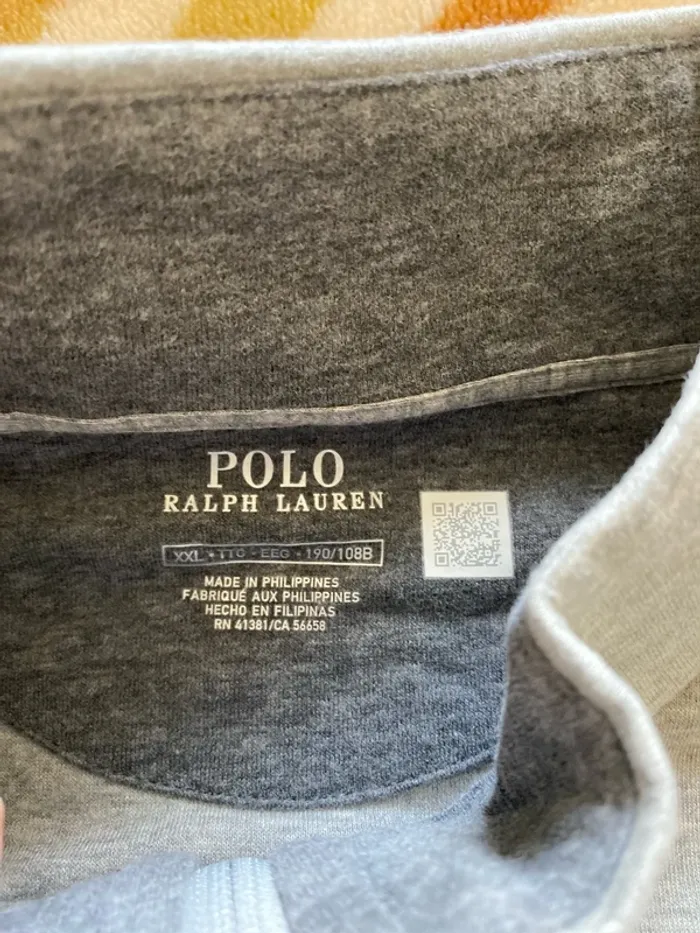 POLO
RALPH LAUREN
XXL • TTG - EEG • 190/108B
MADE IN PHILIPPINES
FABRIQUÉ AUX PHILIPPINES
HECHO EN FILIPINAS
RN 41381/CA 56658